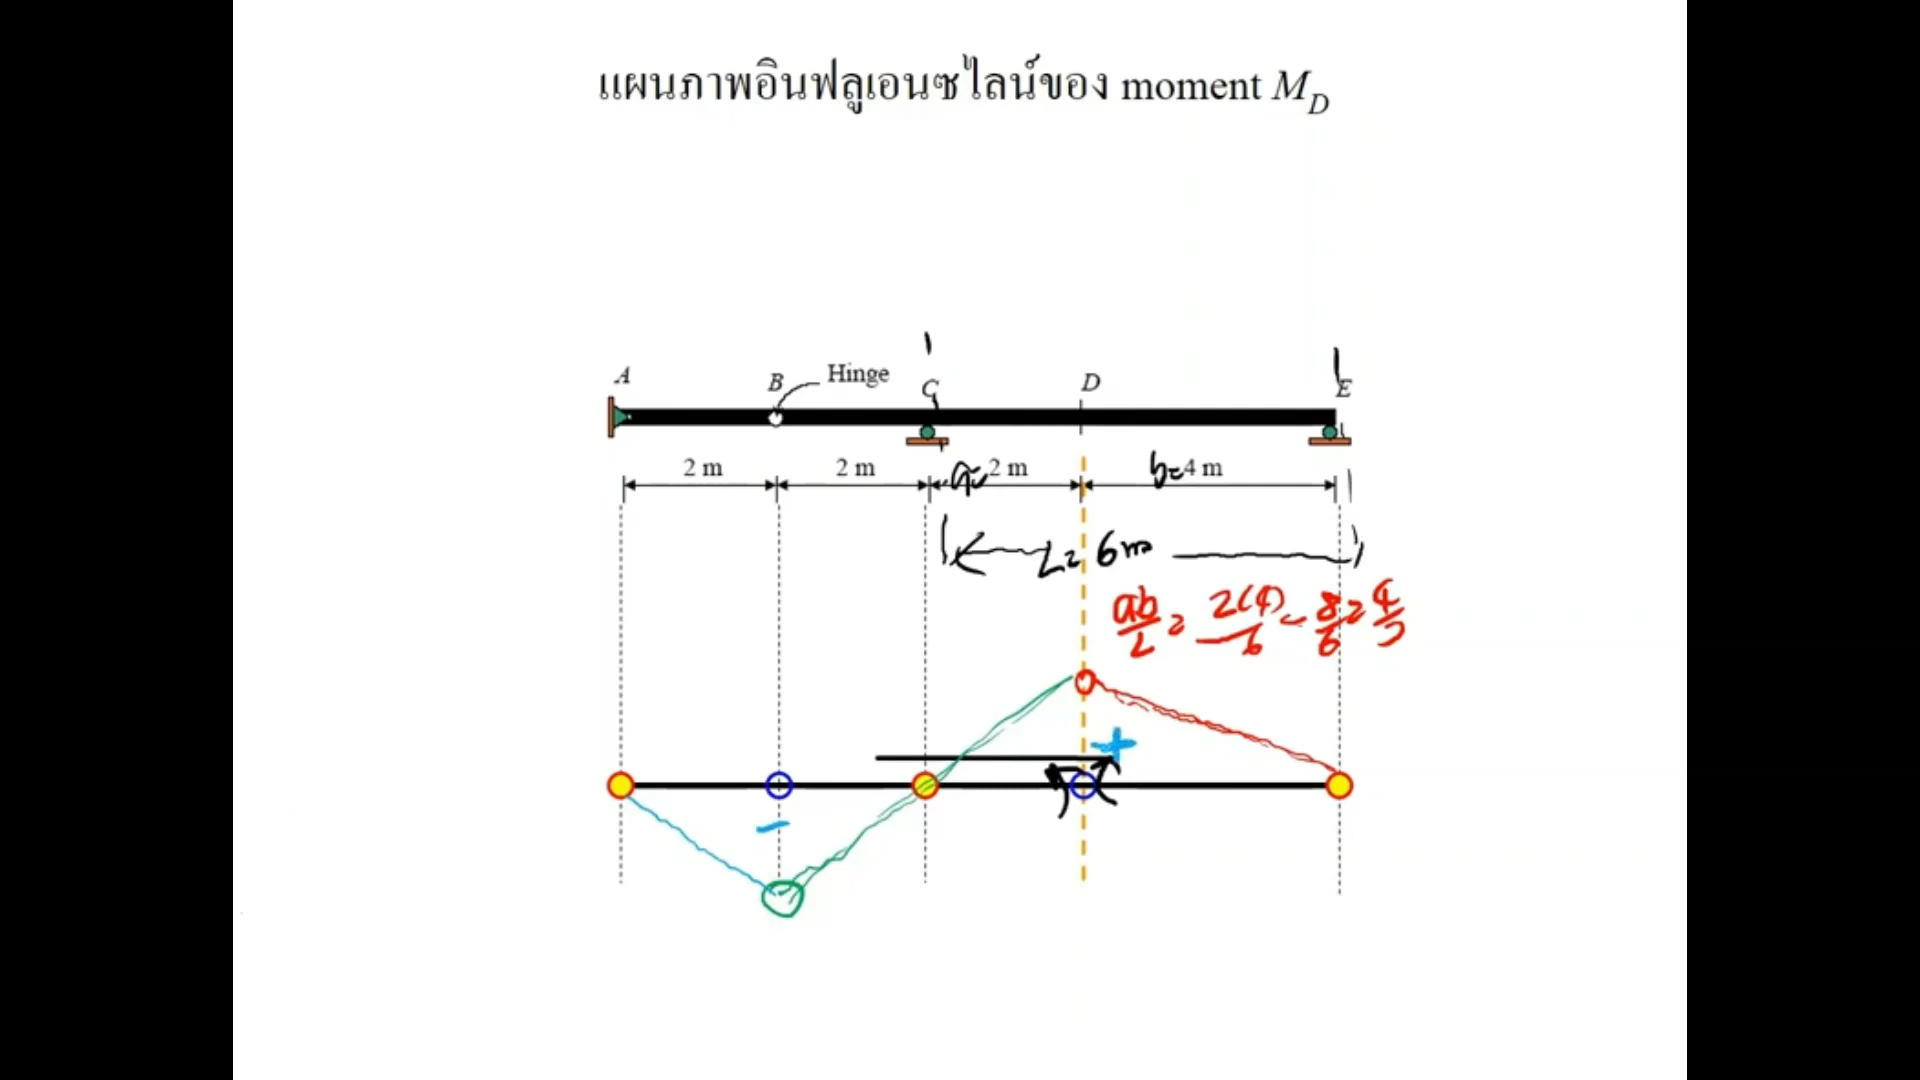 แผนภาพอินฟลูเอนซ์ไลน์ของ moment M_D
A B Hinge C D E
2 m 2 m a= 2 m b= 4 m
L= 6 m
ab/L = 2(4)/6 = 8/6 = 4/3
+
-